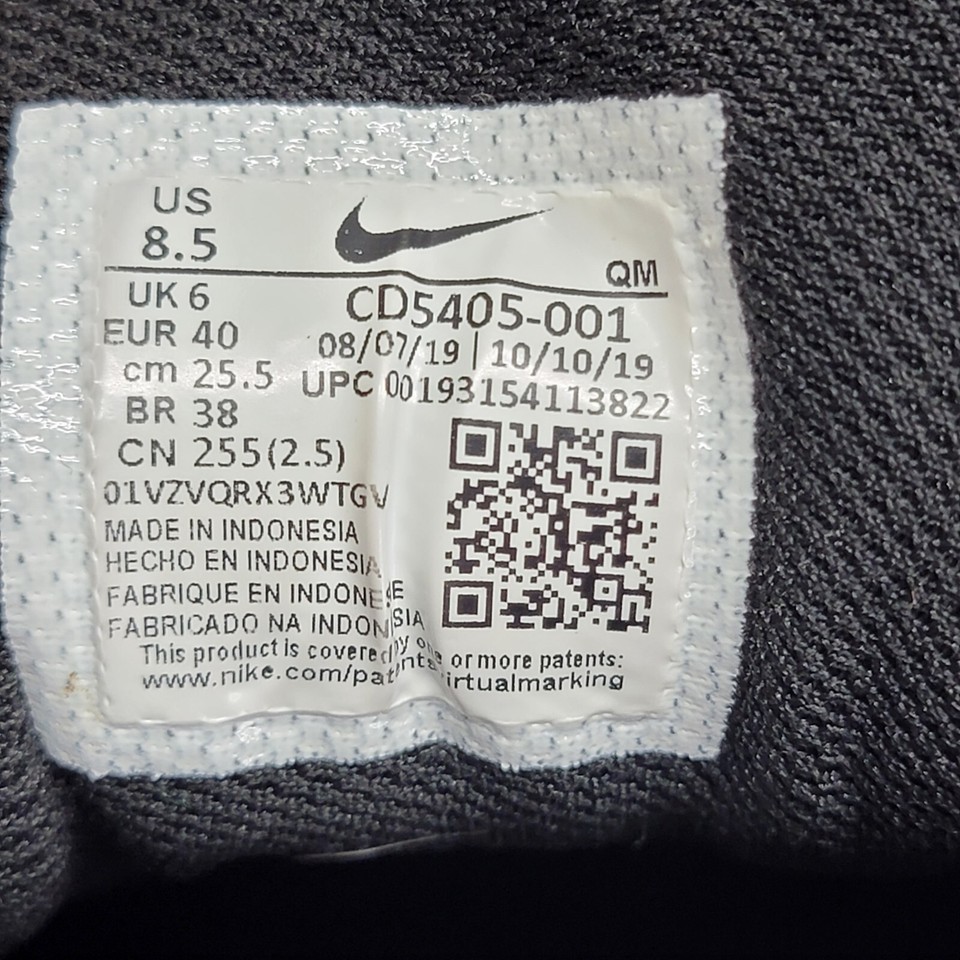 US
8.5
QM
UK 6
CD5405-001
EUR 40
08/07/19 | 10/10/19
cm 25.5
UPC 00193154113822
BR 38
CN 255(2.5)
01VZVQRX3WTGV
MADE IN INDONESIA
HECHO EN INDONESIA
FABRIQUE EN INDONE
FABRICADO NA INDONESIA
This product is covered by one or more patents:
www.nike.com/patents virtualmarking